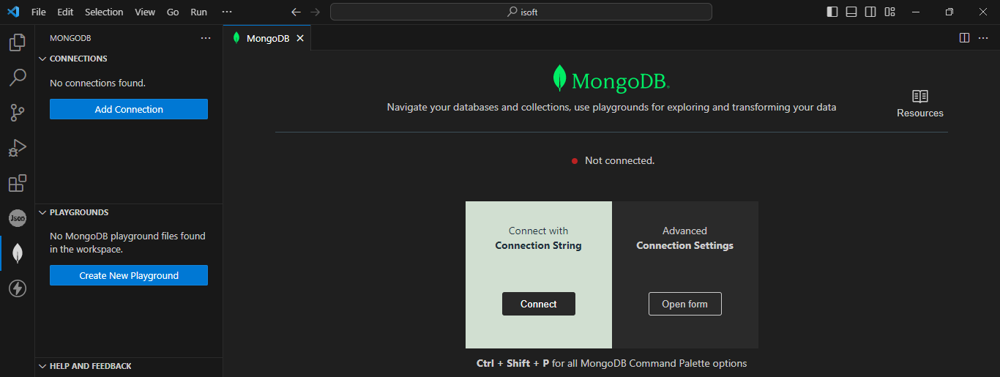 File Edit Selection View Go Run ···
isoft
MONGODB ···
CONNECTIONS
No connections found.
Add Connection
Json
PLAYGROUNDS
No MongoDB playground files found
in the workspace.
Create New Playground
HELP AND FEEDBACK
MongoDB
MongoDB®
Navigate your databases and collections, use playgrounds for exploring and transforming your data
Resources
Not connected.
Connect with
Connection String
Connect
Advanced
Connection Settings
Open form
Ctrl + Shift + P for all MongoDB Command Palette options